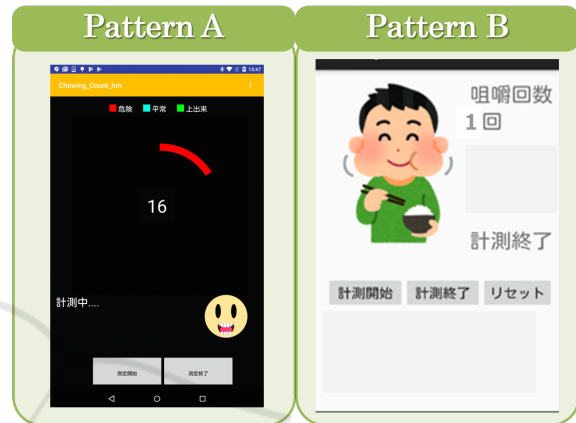 Pattern A
Pattern B
13:47
Chewing_Count_hm
危険 平常 上出来
16
計測中....
測定開始 測定終了
咀嚼回数
1回
計測終了
計測開始 計測終了 リセット